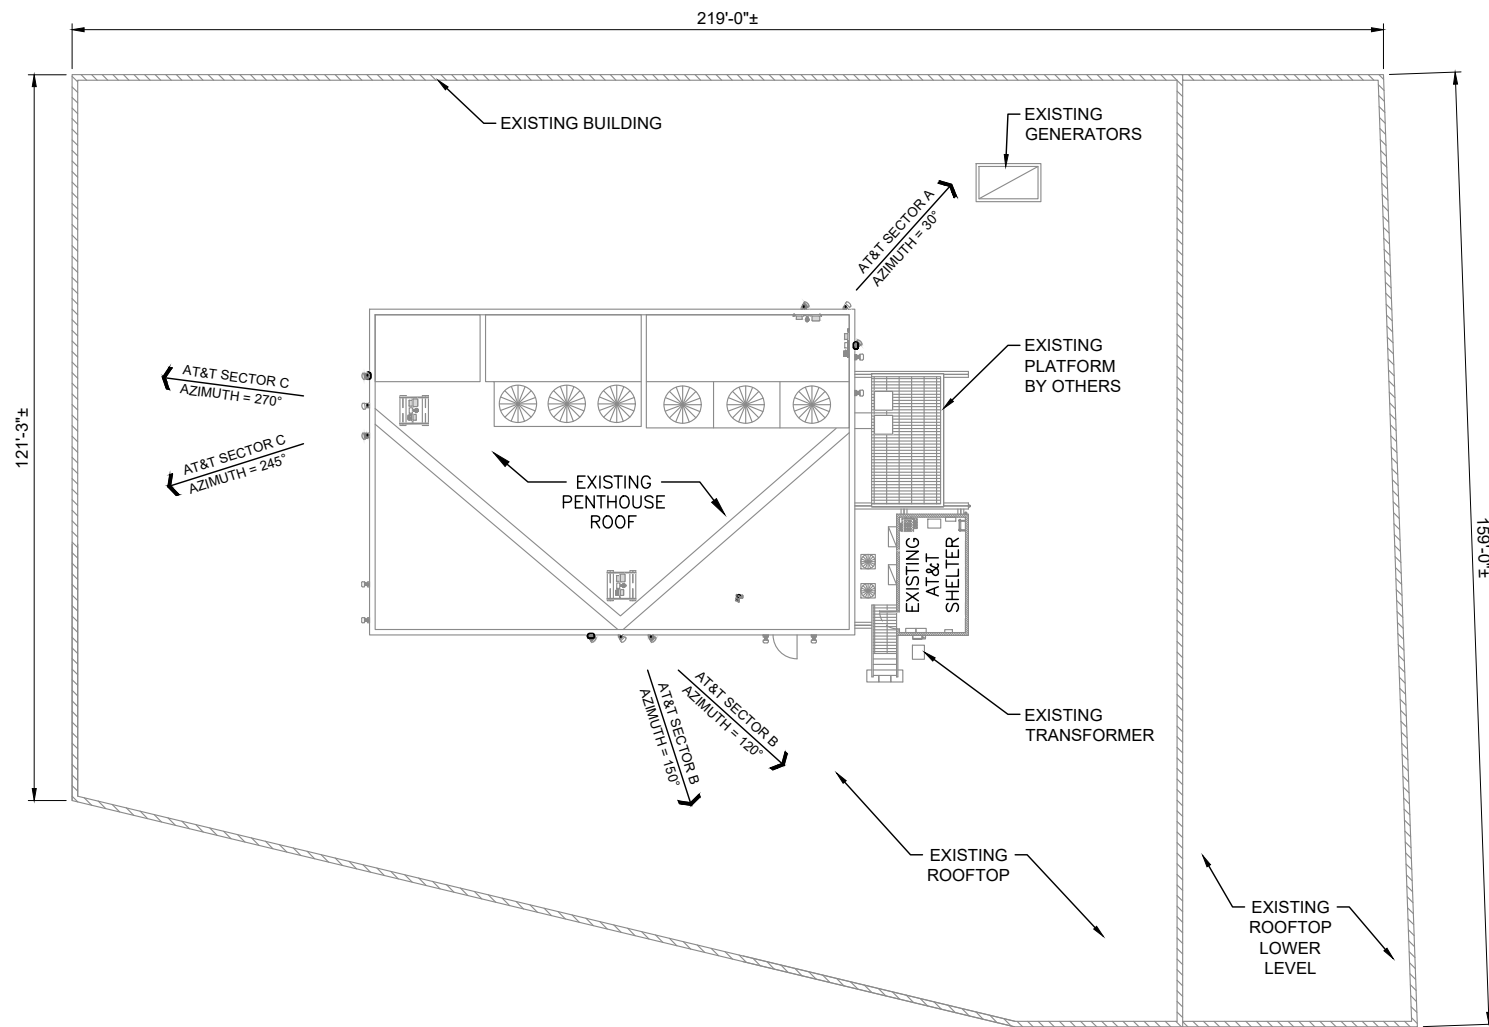 219'-0"±
EXISTING BUILDING
EXISTING
GENERATORS
AT&T SECTOR A
AZIMUTH = 30°
EXISTING
PLATFORM
BY OTHERS
AT&T SECTOR C
AZIMUTH = 270°
AT&T SECTOR C
AZIMUTH = 245°
121'-3"±
EXISTING
PENTHOUSE
ROOF
EXISTING
AT&T
SHELTER
159'-0"±
AT&T SECTOR B
AZIMUTH = 120°
AT&T SECTOR B
AZIMUTH = 150°
EXISTING
TRANSFORMER
EXISTING
ROOFTOP
EXISTING
ROOFTOP
LOWER
LEVEL